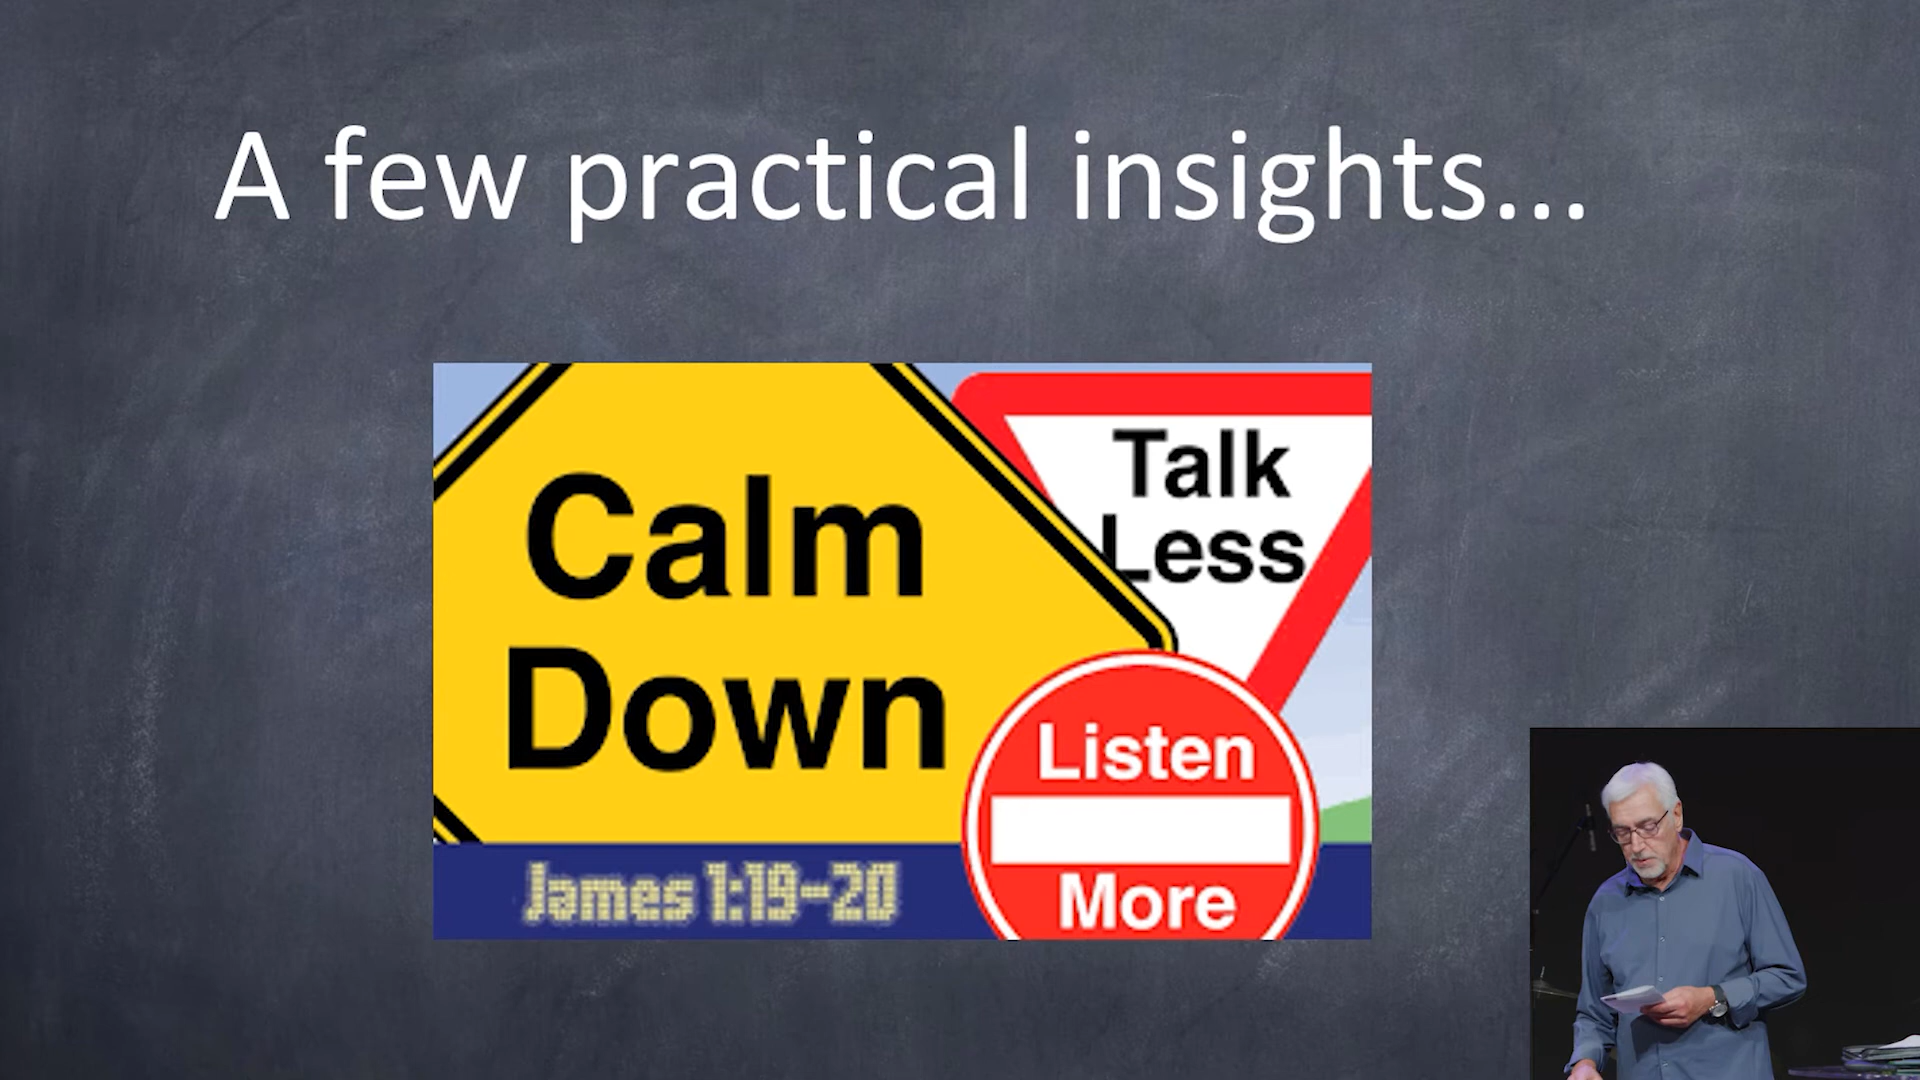 A few practical insights...
Calm
Down
Talk
Less
Listen
More
James 1:19-20